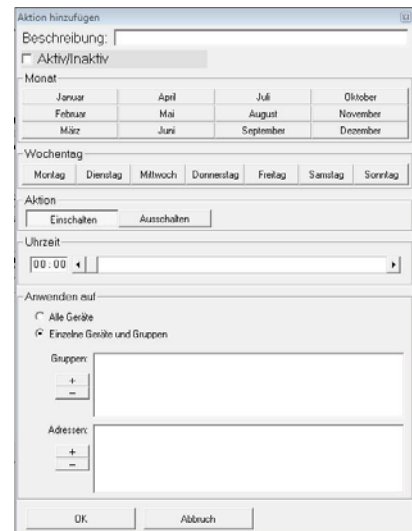 Aktion hinzufügen
Beschreibung:
Aktiv/Inaktiv
Monat
Januar April Juli Oktober
Februar Mai August November
März Juni September Dezember
Wochentag
Montag Dienstag Mittwoch Donnerstag Freitag Samstag Sonntag
Aktion
Einschalten Ausschalten
Uhrzeit
00:00
Anwenden auf
Alle Geräte
Einzelne Geräte und Gruppen
Gruppen:
+
-
Adressen:
+
-
OK Abbruch